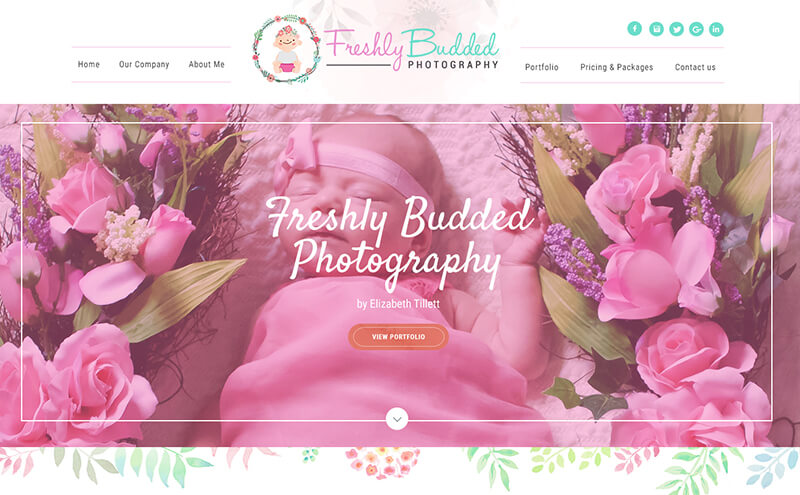 Home
Our Company
About Me
Freshly Budded
PHOTOGRAPHY
Portfolio
Pricing & Packages
Contact us
Freshly Budded
Photography
by Elizabeth Tillett
VIEW PORTFOLIO